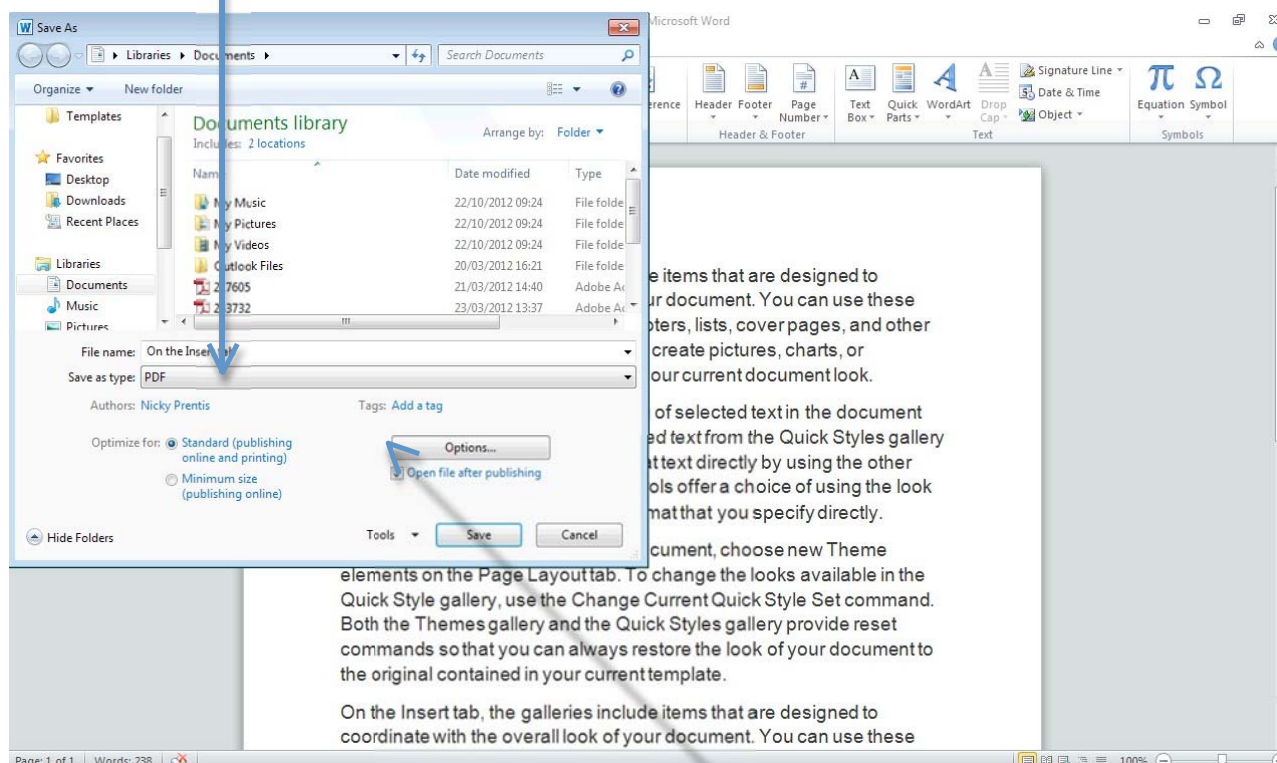 Save As
Microsoft Word
Libraries Documents
Search Documents
Organize New folder
Templates
Favorites
Desktop
Downloads
Recent Places
Libraries
Documents
Music
Pictures
Documents library
Includes: 2 locations
Arrange by: Folder
Name Date modified Type
My Music 22/10/2012 09:24 File folde
My Pictures 22/10/2012 09:24 File folde
My Videos 22/10/2012 09:24 File folde
Outlook Files 20/03/2012 16:21 File folde
21/03/2012 14:40 Adobe Ac
23/03/2012 13:37 Adobe Ac
File name: On the Insert tab
Save as type: PDF
Authors: Nicky Prentis Tags: Add a tag
Optimize for: Standard (publishing
online and printing)
Minimum size
(publishing online)
Options...
Open file after publishing
Hide Folders
Tools Save Cancel
erence
Header Footer Page
Number
Header & Footer
Text
Box
Quick
Parts
WordArt
Drop
Cap
Signature Line
Date & Time
Object
Text
π Ω
Equation Symbol
Symbols
e items that are designed to
ur document. You can use these
oters, lists, cover pages, and other
create pictures, charts, or
our current document look.
of selected text in the document
ed text from the Quick Styles gallery
at text directly by using the other
ols offer a choice of using the look
mat that you specify directly.
cument, choose new Theme
elements on the Page Layout tab. To change the looks available in the
Quick Style gallery, use the Change Current Quick Style Set command.
Both the Themes gallery and the Quick Styles gallery provide reset
commands so that you can always restore the look of your document to
the original contained in your current template.
On the Insert tab, the galleries include items that are designed to
coordinate with the overall look of your document. You can use these
Page: 1 of 1 Words: 238
100%